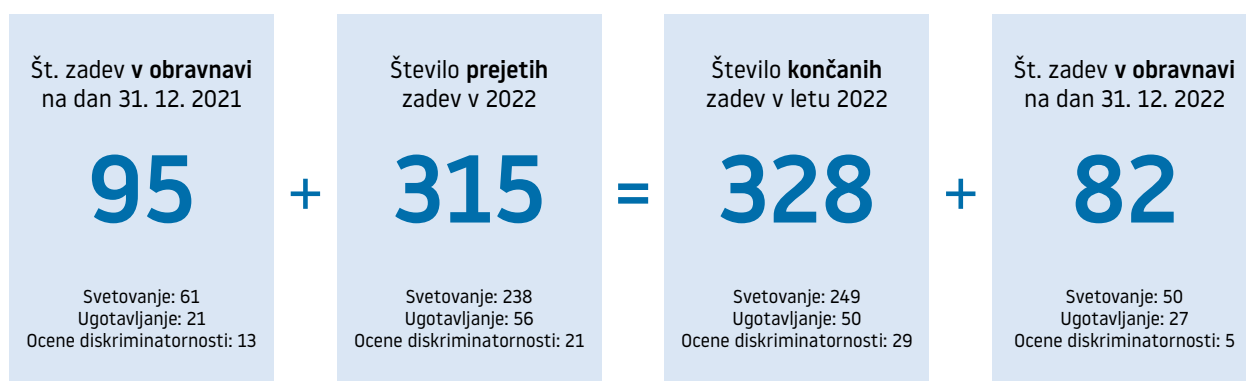 Št. zadev v obravnavi
na dan 31. 12. 2021
95
Svetovanje: 61
Ugotavljanje: 21
Ocene diskriminatornosti: 13
+
Število prejetih
zadev v 2022
315
Svetovanje: 238
Ugotavljanje: 56
Ocene diskriminatornosti: 21
=
Število končanih
zadev v letu 2022
328
Svetovanje: 249
Ugotavljanje: 50
Ocene diskriminatornosti: 29
+
Št. zadev v obravnavi
na dan 31. 12. 2022
82
Svetovanje: 50
Ugotavljanje: 27
Ocene diskriminatornosti: 5